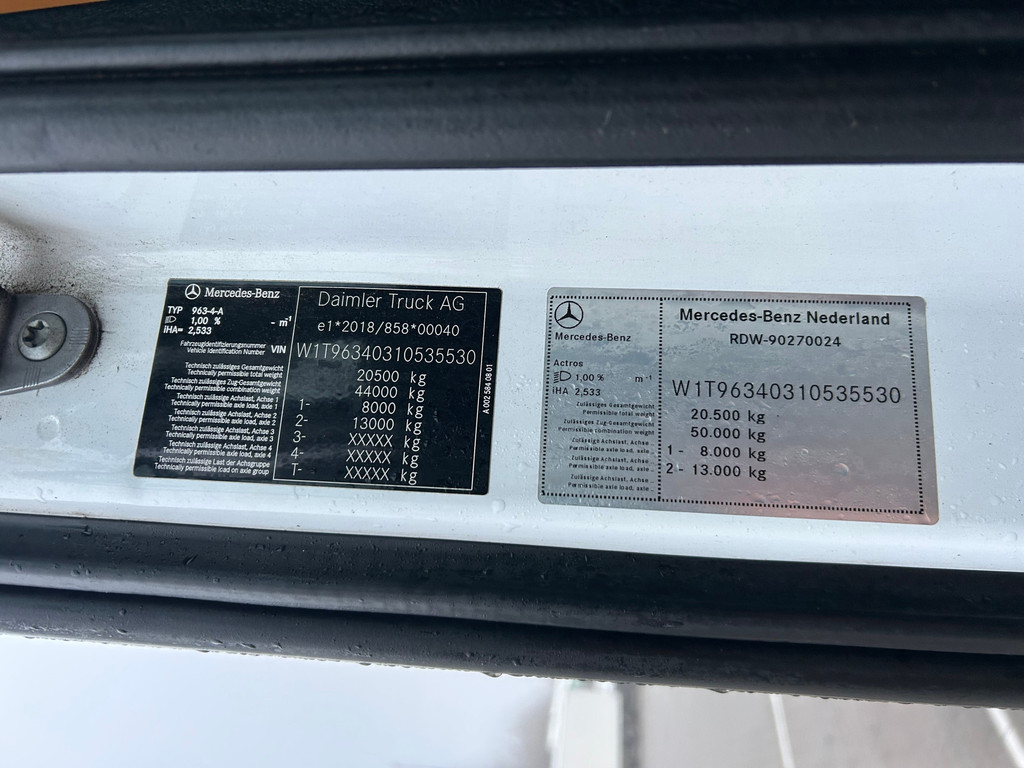 Mercedes-Benz
TYP 963-4-A
1,00 % - m⁻¹
iHA= 2,533
Daimler Truck AG
e1*2018/858*00040
Fahrzeugidentifizierungsnummer
Vehicle Identification Number VIN W1T96340310535530
Technisch zulässiges Gesamtgewicht
Technically permissible total weight 20500 kg
Technisch zulässiges Zug-Gesamtgewicht
Technically permissible combination weight 44000 kg
Technisch zulässige Achslast, Achse 1
Technically permissible axle load, axle 1 1- 8000 kg
Technisch zulässige Achslast, Achse 2
Technically permissible axle load, axle 2 2- 13000 kg
Technisch zulässige Achslast, Achse 3
Technically permissible axle load, axle 3 3- XXXXX kg
Technisch zulässige Achslast, Achse 4
Technically permissible axle load, axle 4 4- XXXXX kg
Technisch zulässige Last der Achsgruppe
Technically permissible load on axle group T- XXXXX kg
A 002 584 08 01
Mercedes-Benz
Actros
1,00 % m⁻¹
iHA 2,533
Mercedes-Benz Nederland
RDW-90270024
W1T96340310535530
Zulässiges Gesamtgewicht
Permissible total weight 20.500 kg
Zulässiges Zug-Gesamtgewicht
Permissible combination weight 50.000 kg
Zulässige Achslast, Achse ..
Permissible axle load, axle .. 1 - 8.000 kg
Zulässige Achslast, Achse ..
Permissible axle load, axle .. 2 - 13.000 kg
Zulässige Achslast, Achse ..
Permissible axle load, axle ..